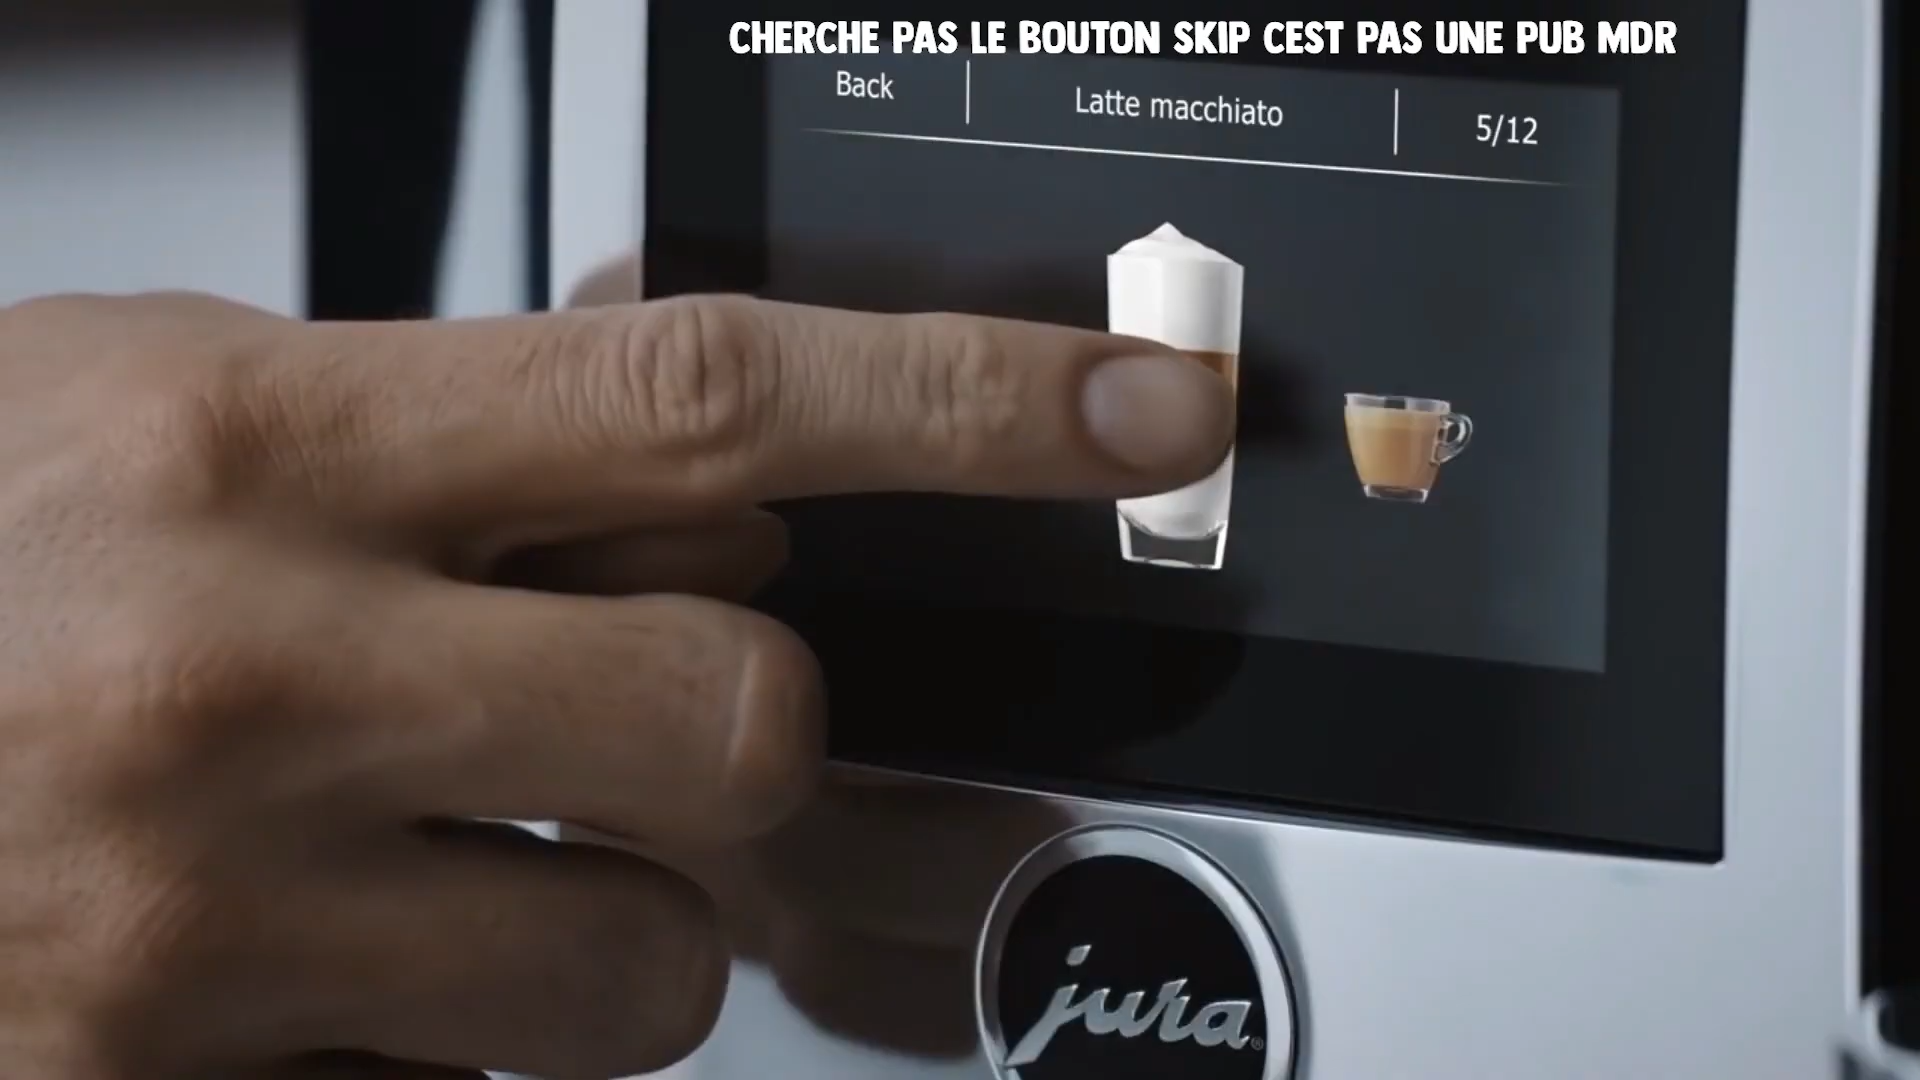 CHERCHE PAS LE BOUTON SKIP CEST PAS UNE PUB MDR
Back
Latte macchiato
5/12
jura®